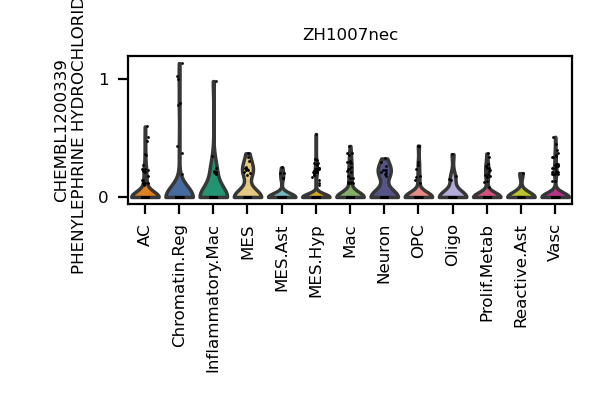 ZH1007nec
CHEMBL1200339
PHENYLEPHRINE HYDROCHLORID
1
0
AC
Chromatin.Reg
Inflammatory.Mac
MES
MES.Ast
MES.Hyp
Mac
Neuron
OPC
Oligo
Prolif.Metab
Reactive.Ast
Vasc